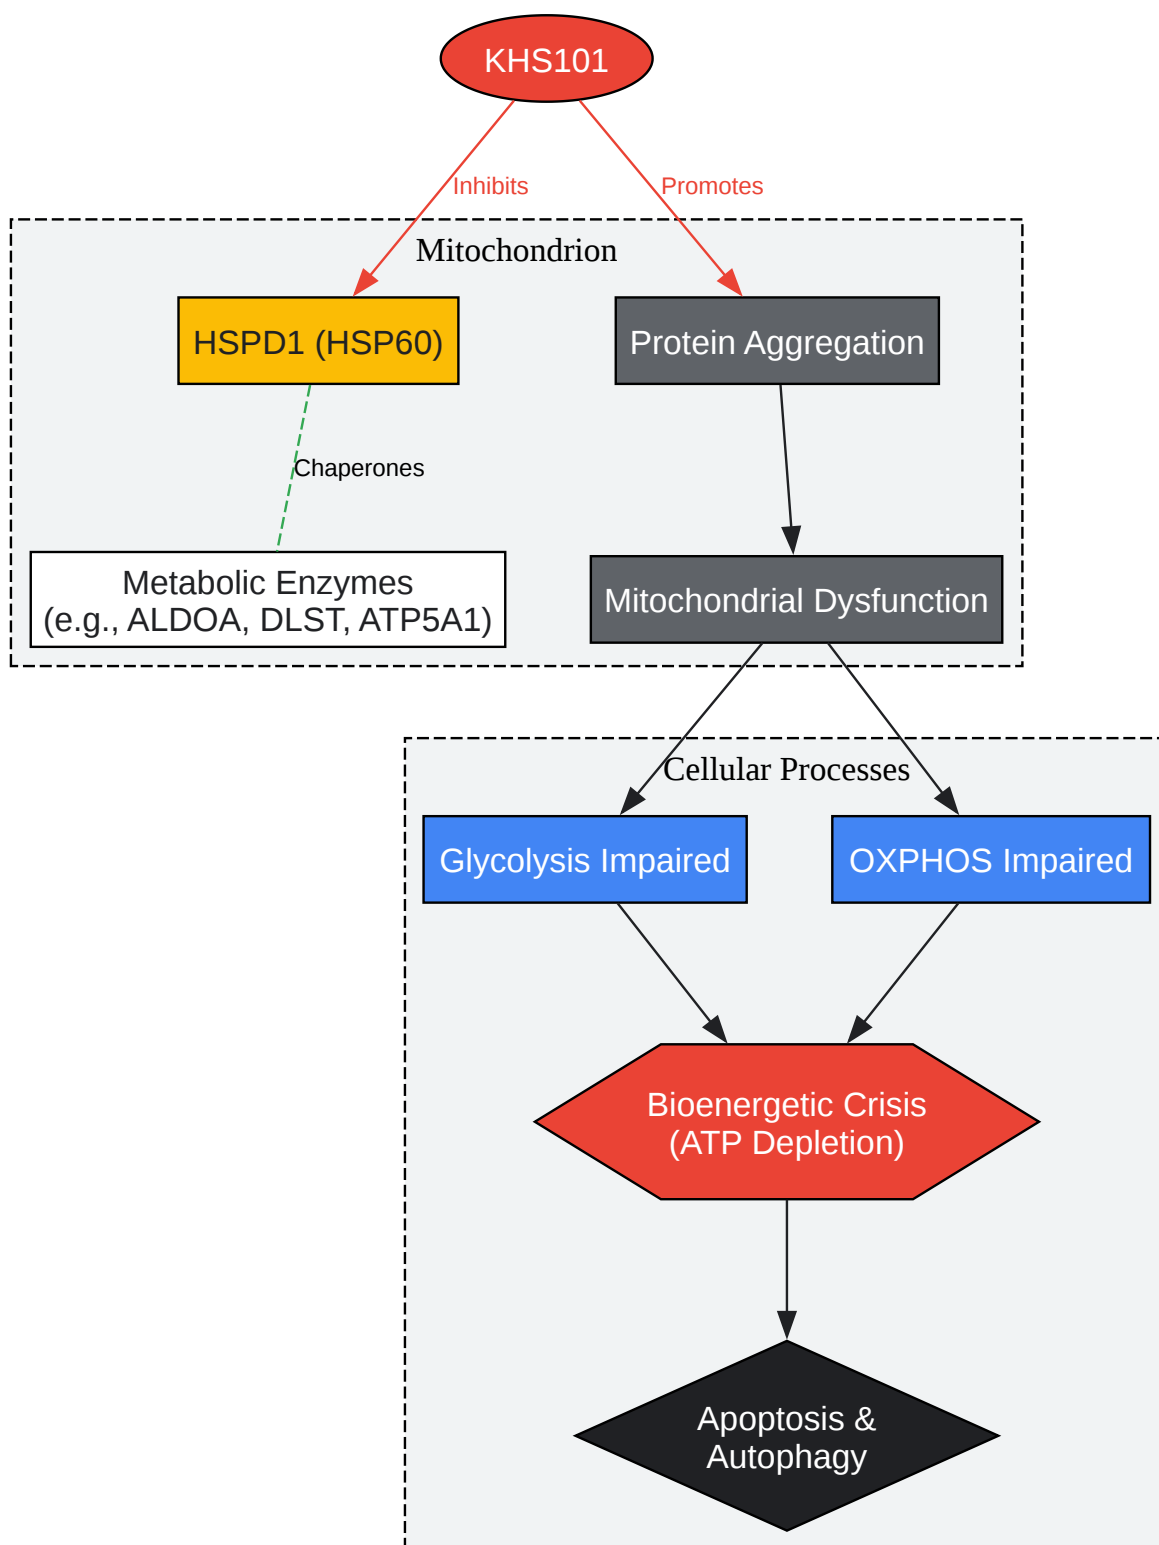 KHS101
Inhibits
Promotes
Mitochondrion
HSPD1 (HSP60)
Protein Aggregation
Chaperones
Metabolic Enzymes
(e.g., ALDOA, DLST, ATP5A1)
Mitochondrial Dysfunction
Cellular Processes
Glycolysis Impaired
OXPHOS Impaired
Bioenergetic Crisis
(ATP Depletion)
Apoptosis &
Autophagy